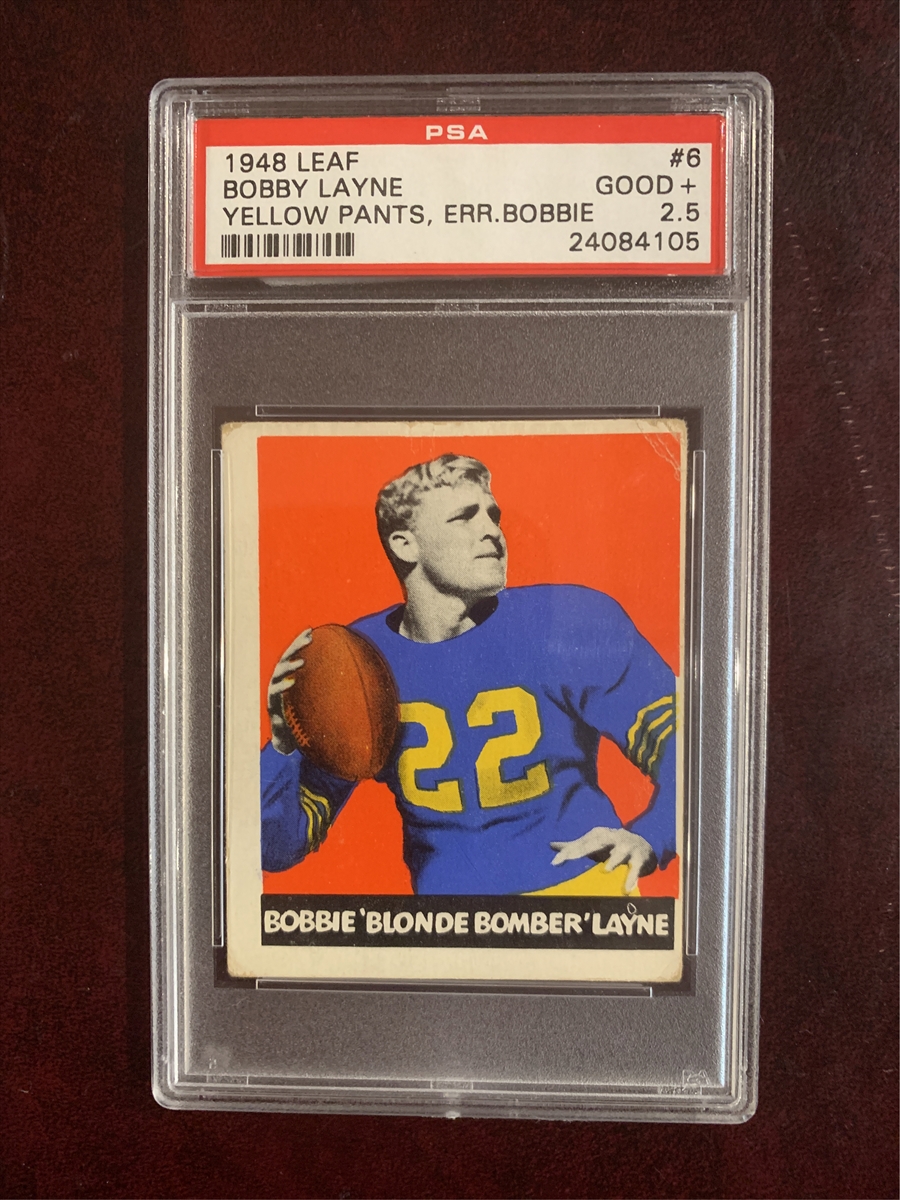 PSA
1948 LEAF #6
BOBBY LAYNE GOOD +
YELLOW PANTS, ERR.BOBBIE 2.5
24084105
22
BOBBIE 'BLONDE BOMBER' LAYNE